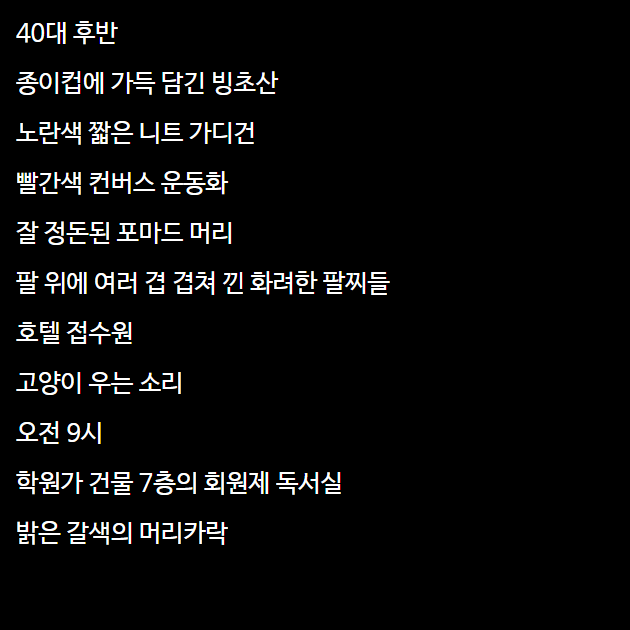 40대 후반
종이컵에 가득 담긴 빙초산
노란색 짧은 니트 가디건
빨간색 컨버스 운동화
잘 정돈된 포마드 머리
팔 위에 여러 겹 겹쳐 낀 화려한 팔찌들
호텔 접수원
고양이 우는 소리
오전 9시
학원가 건물 7층의 회원제 독서실
밝은 갈색의 머리카락